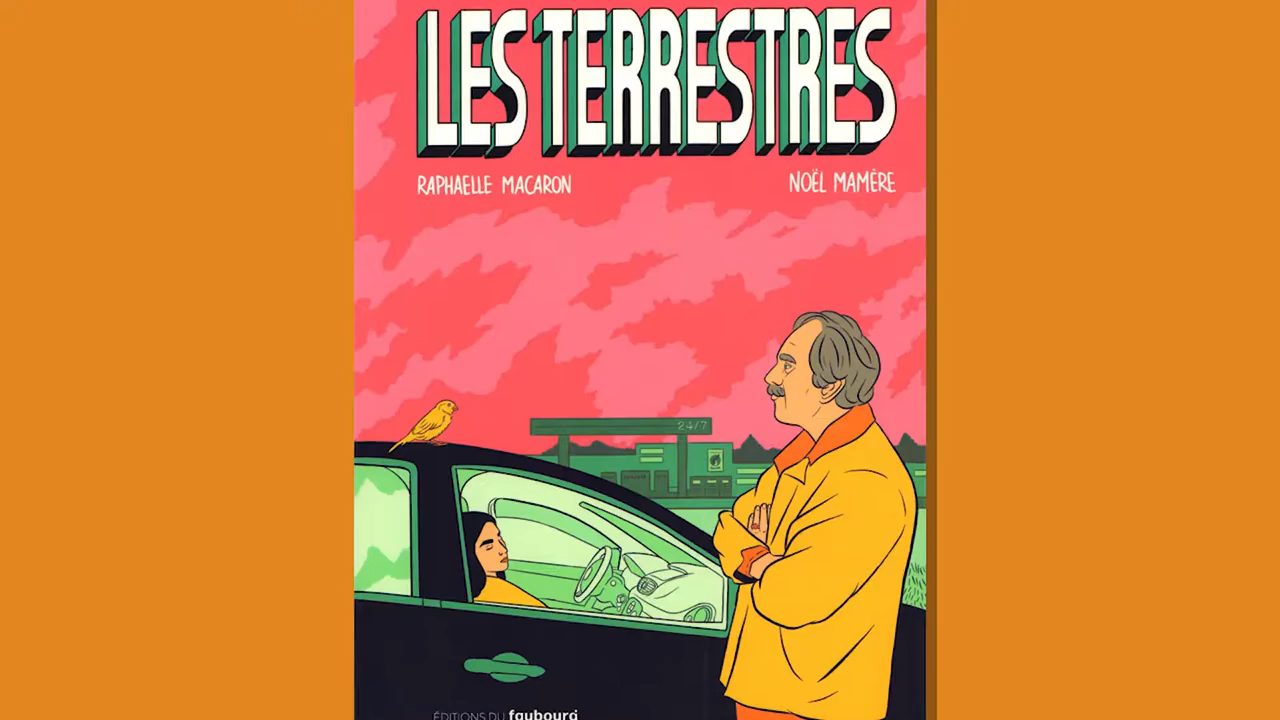 LES TERRESTRES
RAPHAELLE MACARON
NOËL MAMÈRE
24/7
ÉDITIONS DU faubourg